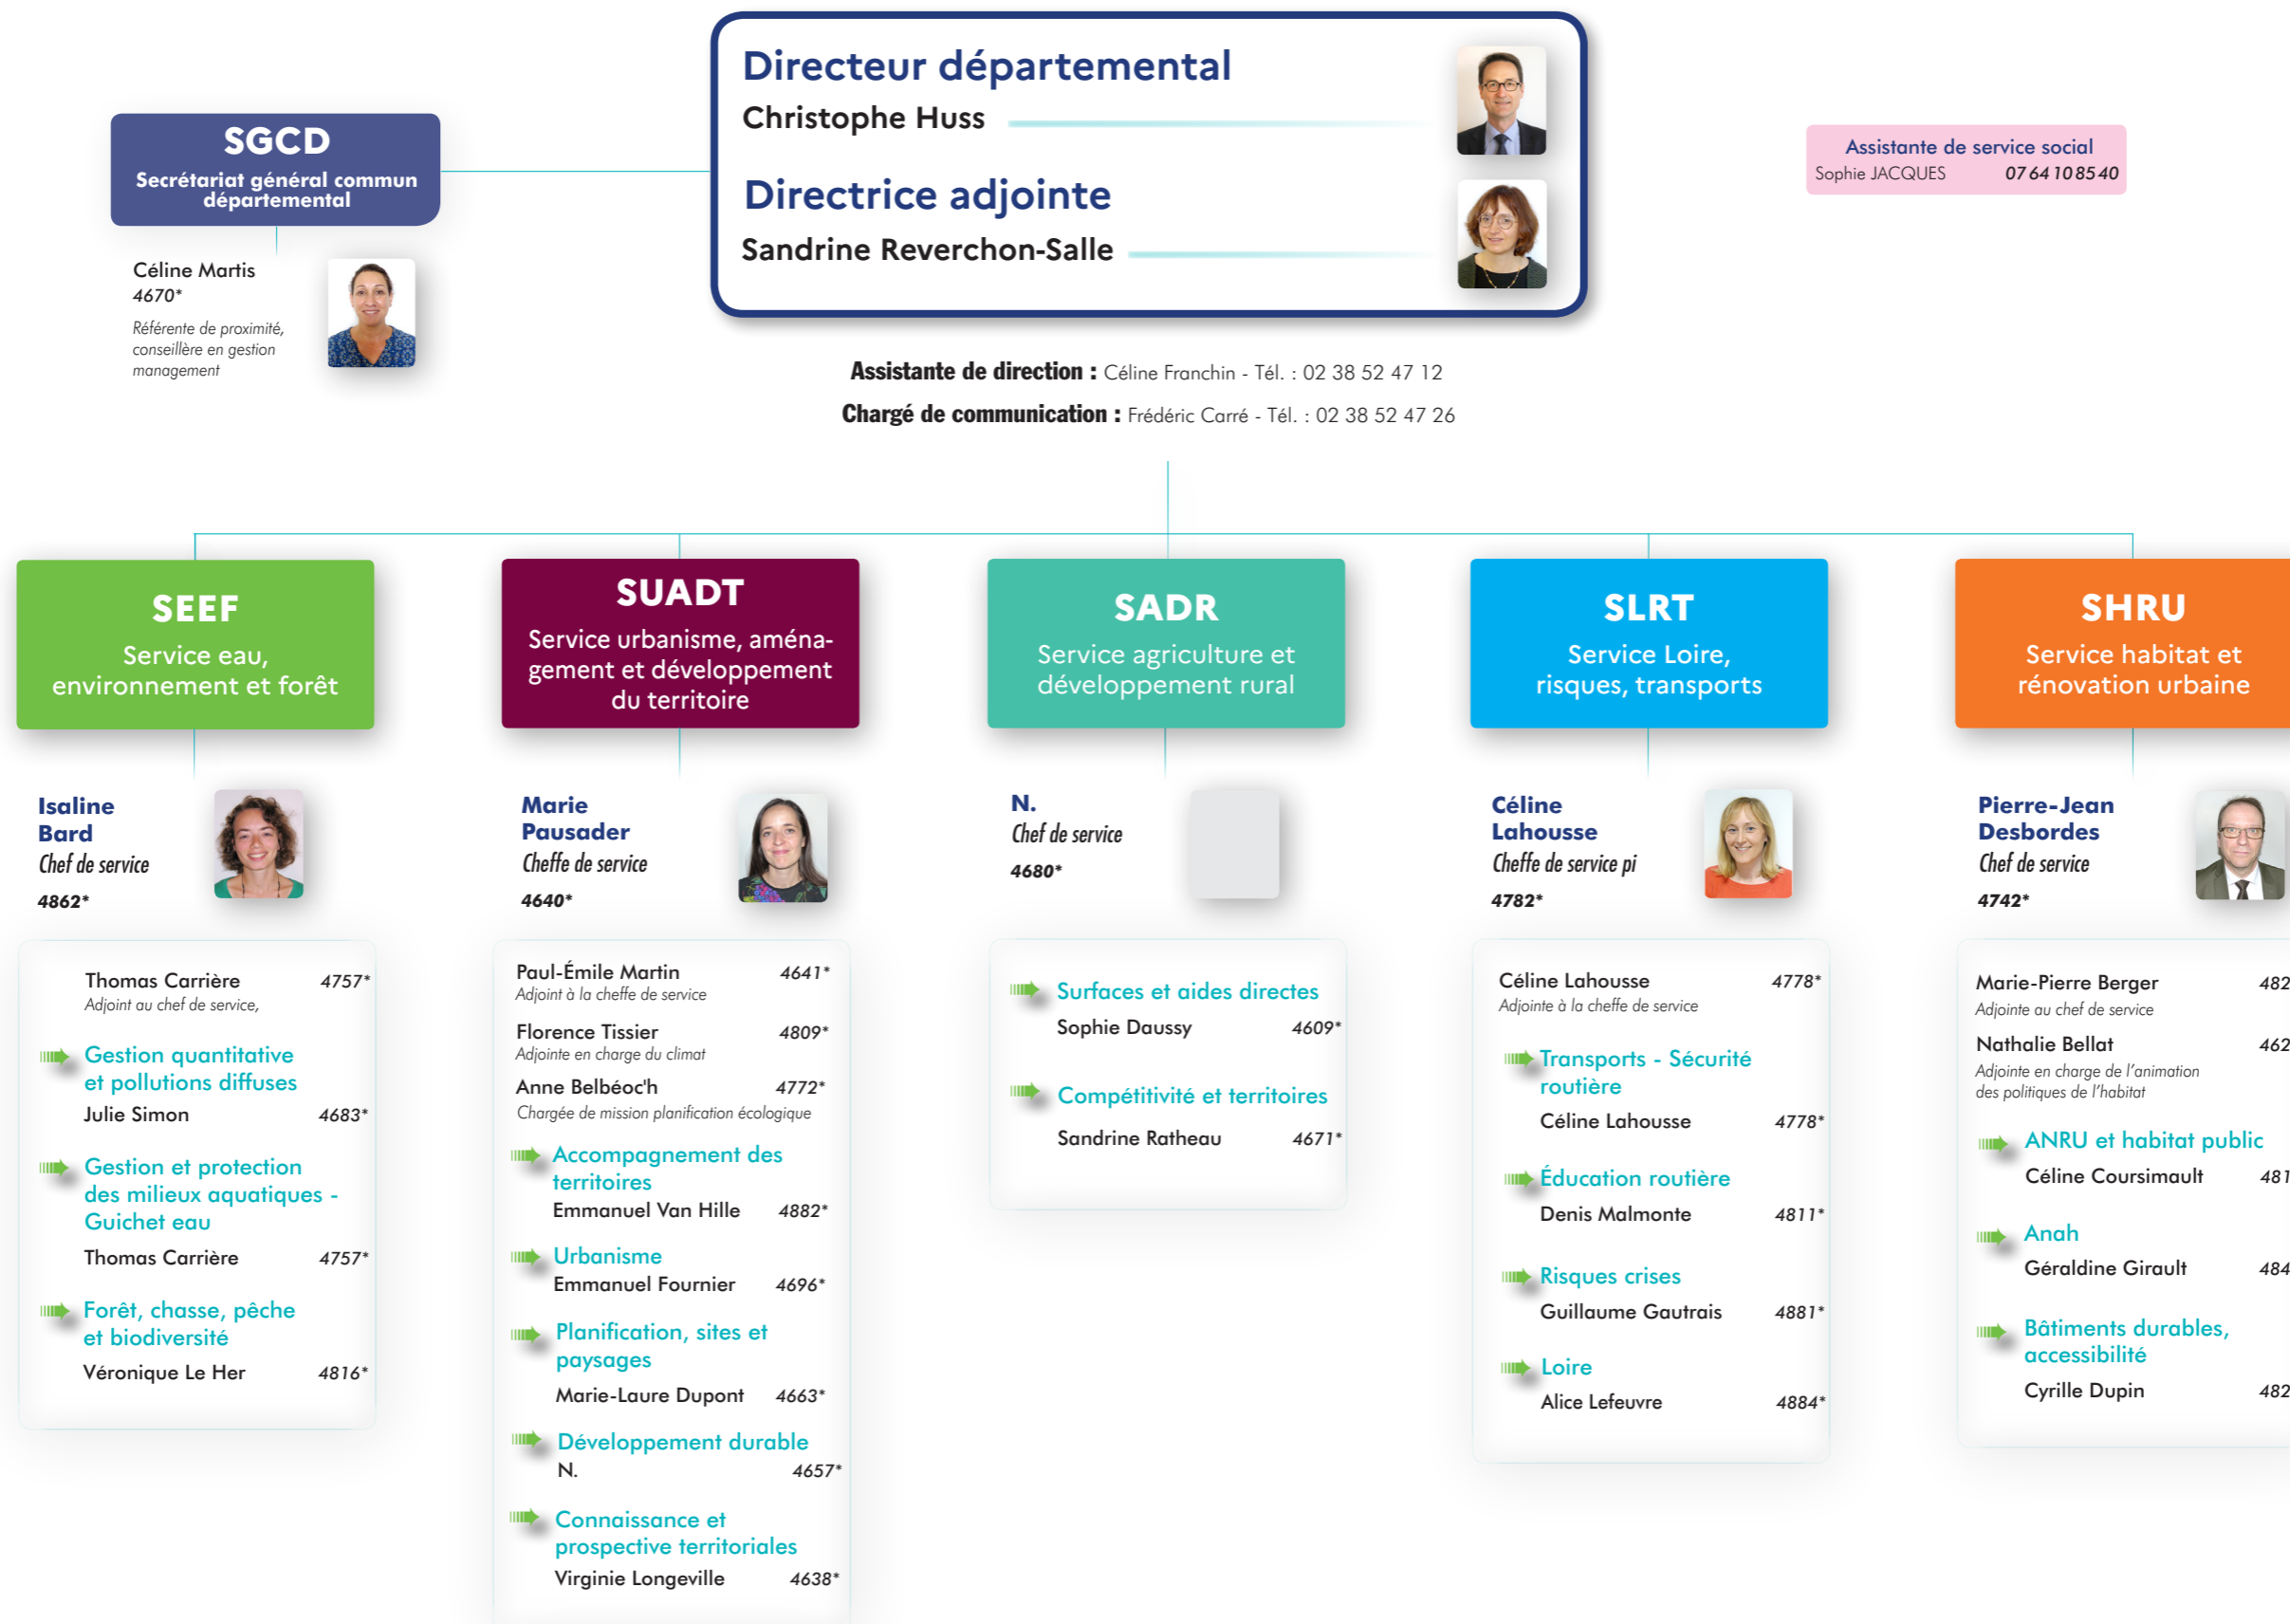 Directeur départemental
Christophe Huss
Directrice adjointe
Sandrine Reverchon-Salle
SGCD
Secrétariat général commun
départemental
Céline Martis
4670*
Référente de proximité,
conseillère en gestion
management
Assistante de service social
Sophie JACQUES 07 64 10 85 40
Assistante de direction : Céline Franchin - Tél. : 02 38 52 47 12
Chargé de communication : Frédéric Carré - Tél. : 02 38 52 47 26
SEEF
Service eau,
environnement et forêt
Isaline
Bard
Chef de service
4862*
Thomas Carrière 4757*
Adjoint au chef de service,
Gestion quantitative
et pollutions diffuses
Julie Simon 4683*
Gestion et protection
des milieux aquatiques -
Guichet eau
Thomas Carrière 4757*
Forêt, chasse, pêche
et biodiversité
Véronique Le Her 4816*
SUADT
Service urbanisme, aména-
gement et développement
du territoire
Marie
Pausader
Cheffe de service
4640*
Paul-Émile Martin 4641*
Adjoint à la cheffe de service
Florence Tissier 4809*
Adjointe en charge du climat
Anne Belbéoc'h 4772*
Chargée de mission planification écologique
Accompagnement des
territoires
Emmanuel Van Hille 4882*
Urbanisme
Emmanuel Fournier 4696*
Planification, sites et
paysages
Marie-Laure Dupont 4663*
Développement durable
N. 4657*
Connaissance et
prospective territoriales
Virginie Longeville 4638*
SADR
Service agriculture et
développement rural
N.
Chef de service
4680*
Surfaces et aides directes
Sophie Daussy 4609*
Compétitivité et territoires
Sandrine Ratheau 4671*
SLRT
Service Loire,
risques, transports
Céline
Lahousse
Cheffe de service pi
4782*
Céline Lahousse 4778*
Adjointe à la cheffe de service
Transports - Sécurité
routière
Céline Lahousse 4778*
Éducation routière
Denis Malmonte 4811*
Risques crises
Guillaume Gautrais 4881*
Loire
Alice Lefeuvre 4884*
SHRU
Service habitat et
rénovation urbaine
Pierre-Jean
Desbordes
Chef de service
4742*
Marie-Pierre Berger 482
Adjointe au chef de service
Nathalie Bellat 462
Adjointe en charge de l'animation
des politiques de l'habitat
ANRU et habitat public
Céline Coursimault 481
Anah
Géraldine Girault 484
Bâtiments durables,
accessibilité
Cyrille Dupin 482